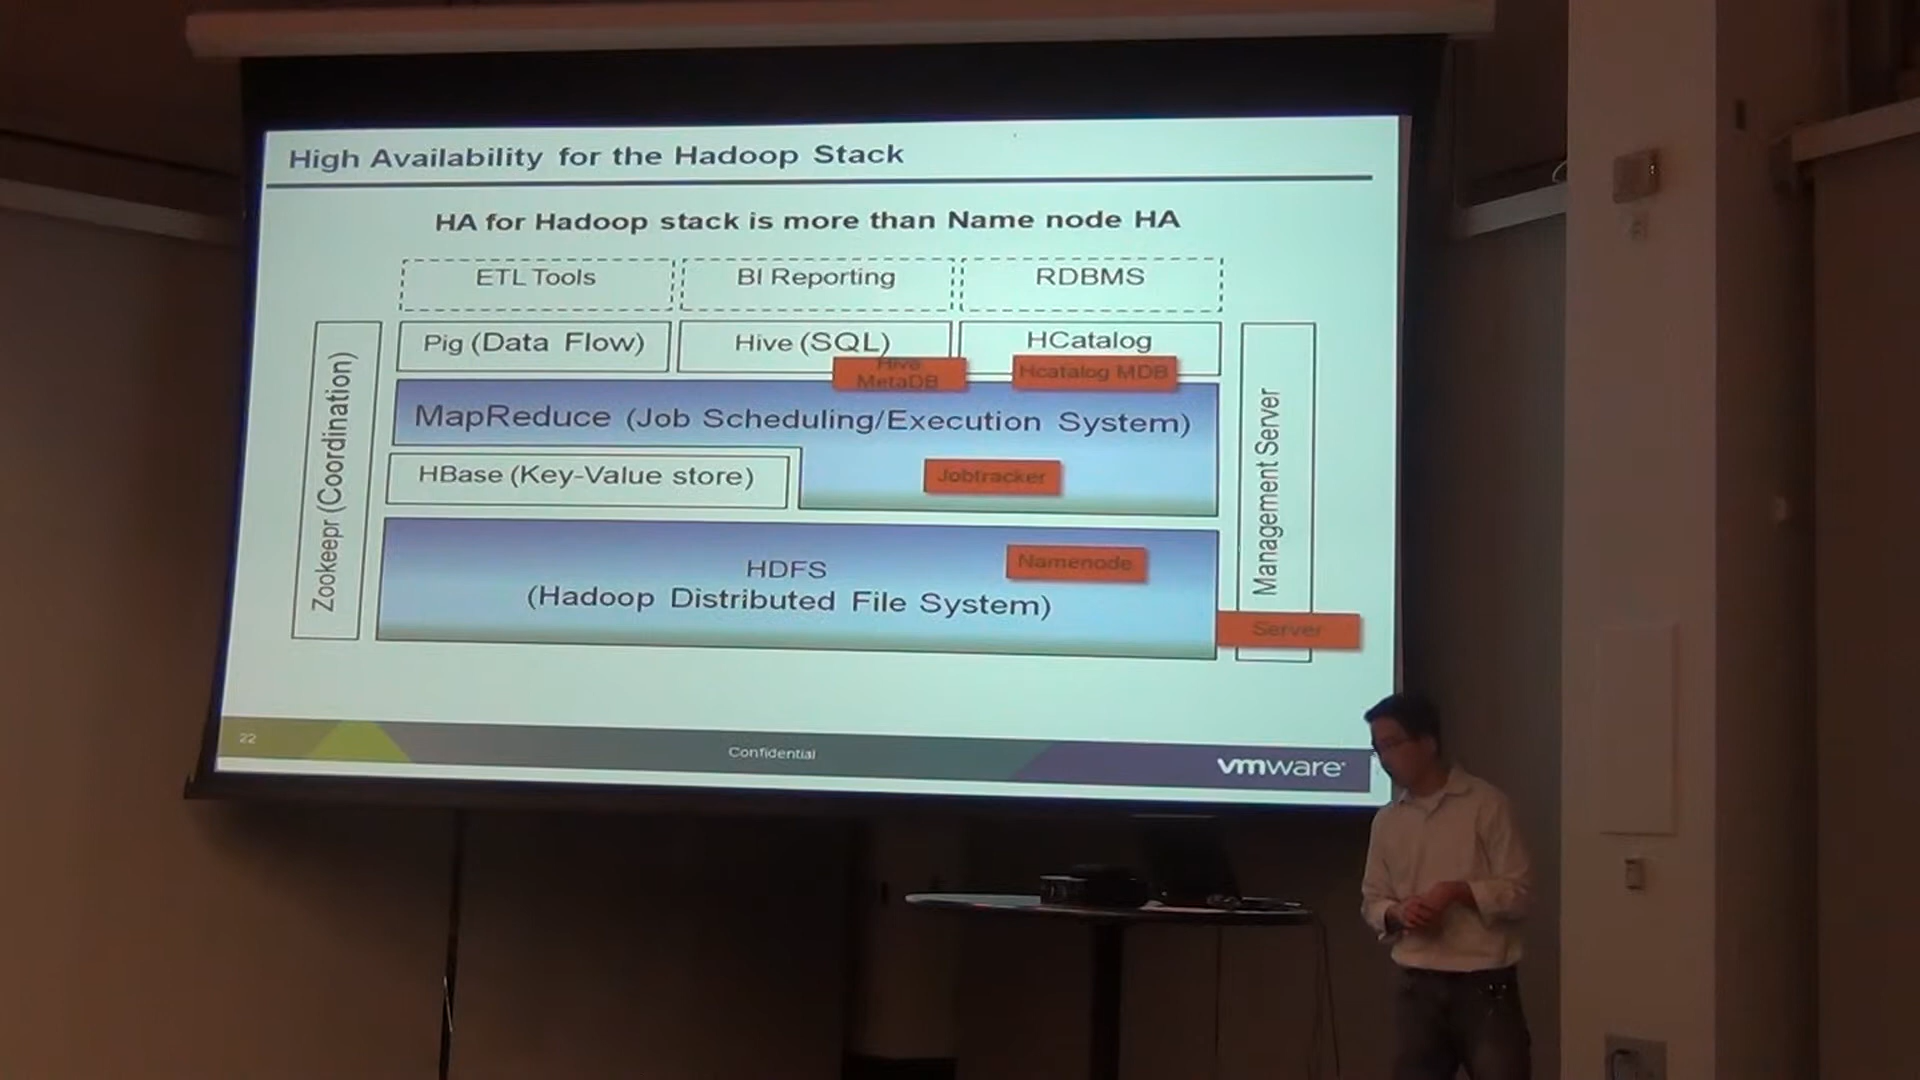 High Availability for the Hadoop Stack
HA for Hadoop stack is more than Name node HA
ETL Tools
BI Reporting
RDBMS
Pig (Data Flow)
Hive (SQL)
HCatalog
Hive
MetaDB
Hcatalog MDB
MapReduce (Job Scheduling/Execution System)
HBase (Key-Value store)
Jobtracker
HDFS
(Hadoop Distributed File System)
Namenode
Zookeepr (Coordination)
Management Server
Server
22
Confidential
vmware